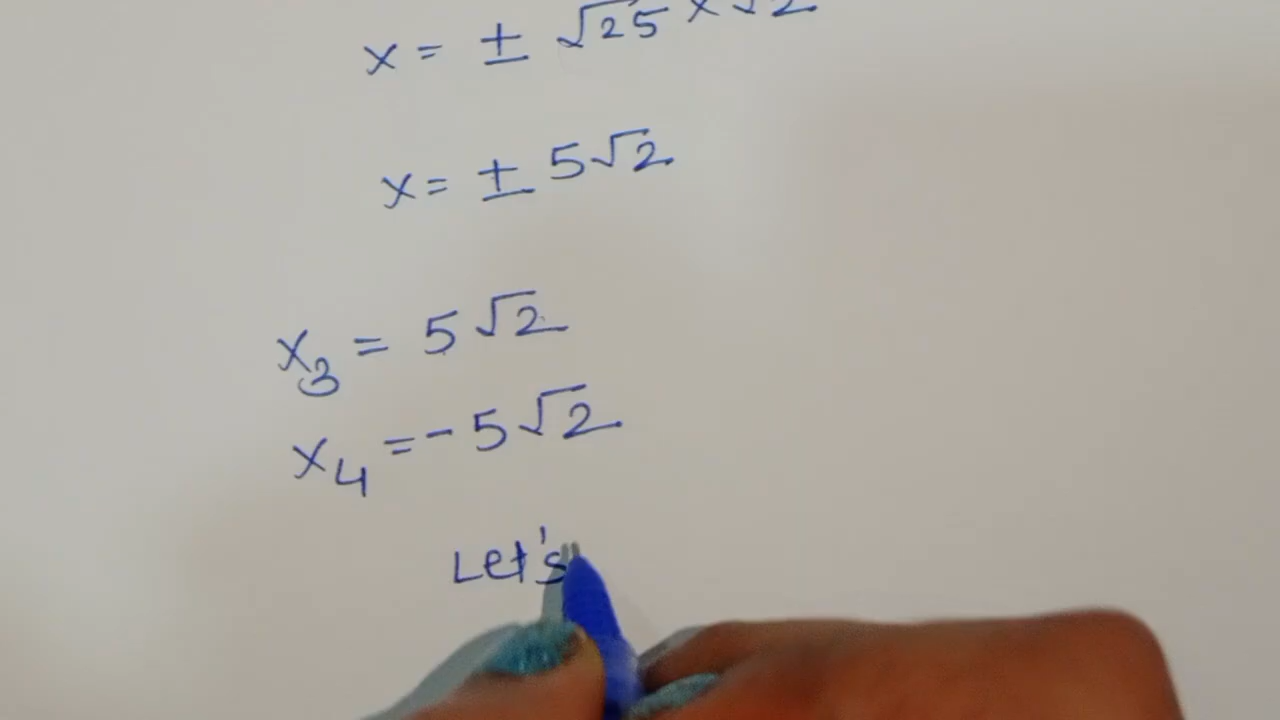 x = ± √25 × √2
x = ± 5√2
x₃ = 5√2
x₄ = - 5√2
Let's